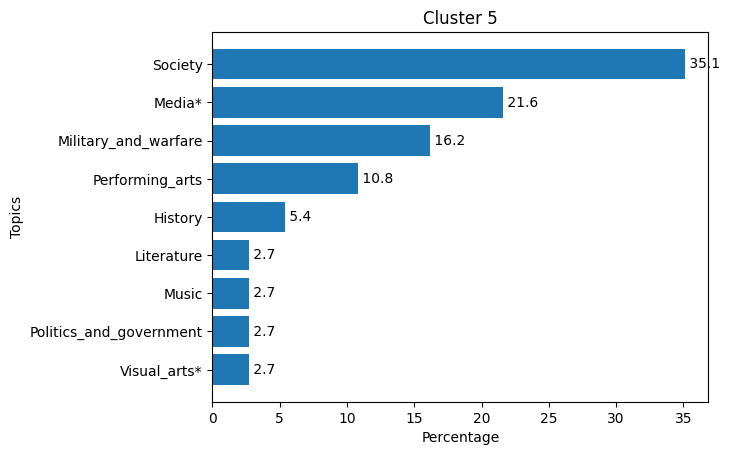 Cluster 5
Topics
Society 35.1
Media* 21.6
Military_and_warfare 16.2
Performing_arts 10.8
History 5.4
Literature 2.7
Music 2.7
Politics_and_government 2.7
Visual_arts* 2.7
0 5 10 15 20 25 30 35
Percentage